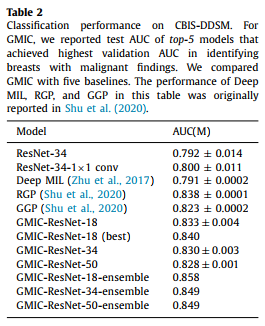 Table 2
Classification performance on CBIS-DDSM. For
GMIC, we reported test AUC of top-5 models that
achieved highest validation AUC in identifying
breasts with malignant findings. We compared
GMIC with five baselines. The performance of Deep
MIL, RGP, and GGP in this table was originally
reported in Shu et al. (2020).
Model AUC(M)
ResNet-34 0.792 ± 0.014
ResNet-34-1×1 conv 0.800 ± 0.011
Deep MIL (Zhu et al., 2017) 0.791 ± 0.0002
RGP (Shu et al., 2020) 0.838 ± 0.0001
GGP (Shu et al., 2020) 0.823 ± 0.0002
GMIC-ResNet-18 0.833 ± 0.004
GMIC-ResNet-18 (best) 0.840
GMIC-ResNet-34 0.830 ± 0.003
GMIC-ResNet-50 0.828 ± 0.001
GMIC-ResNet-18-ensemble 0.858
GMIC-ResNet-34-ensemble 0.849
GMIC-ResNet-50-ensemble 0.849